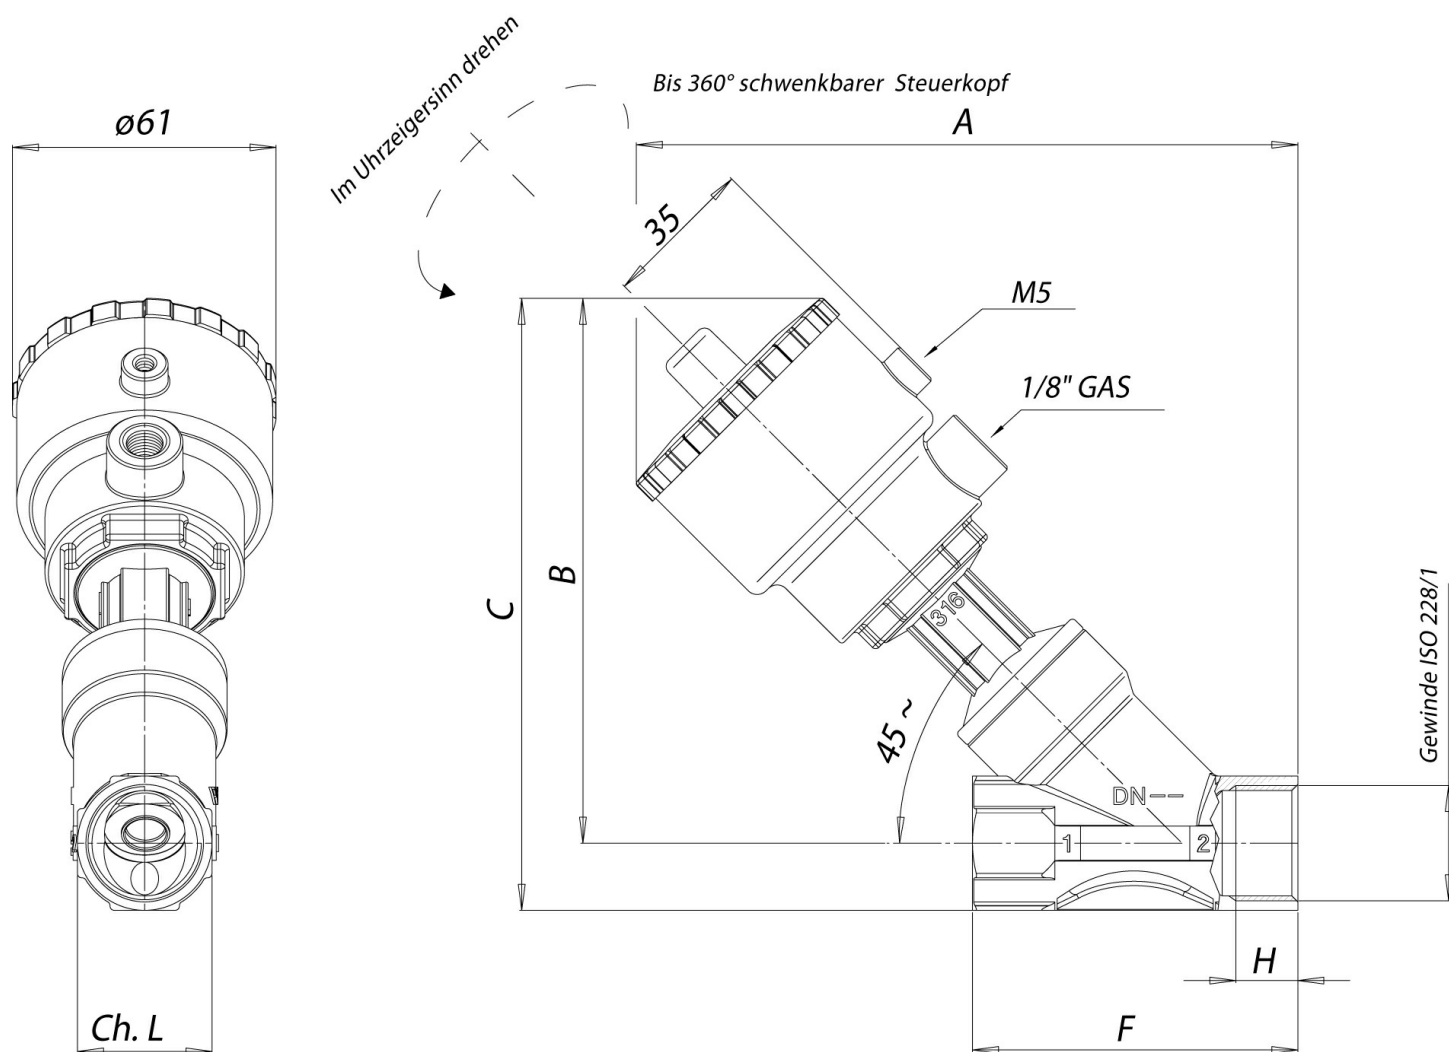 Im Uhrzeigersinn drehen
Bis 360° schwenkbarer Steuerkopf
ø61
A
35
M5
1/8" GAS
B
C
316
45 ~
Gewinde ISO 228/1
DN--
1
2
H
Ch. L
F